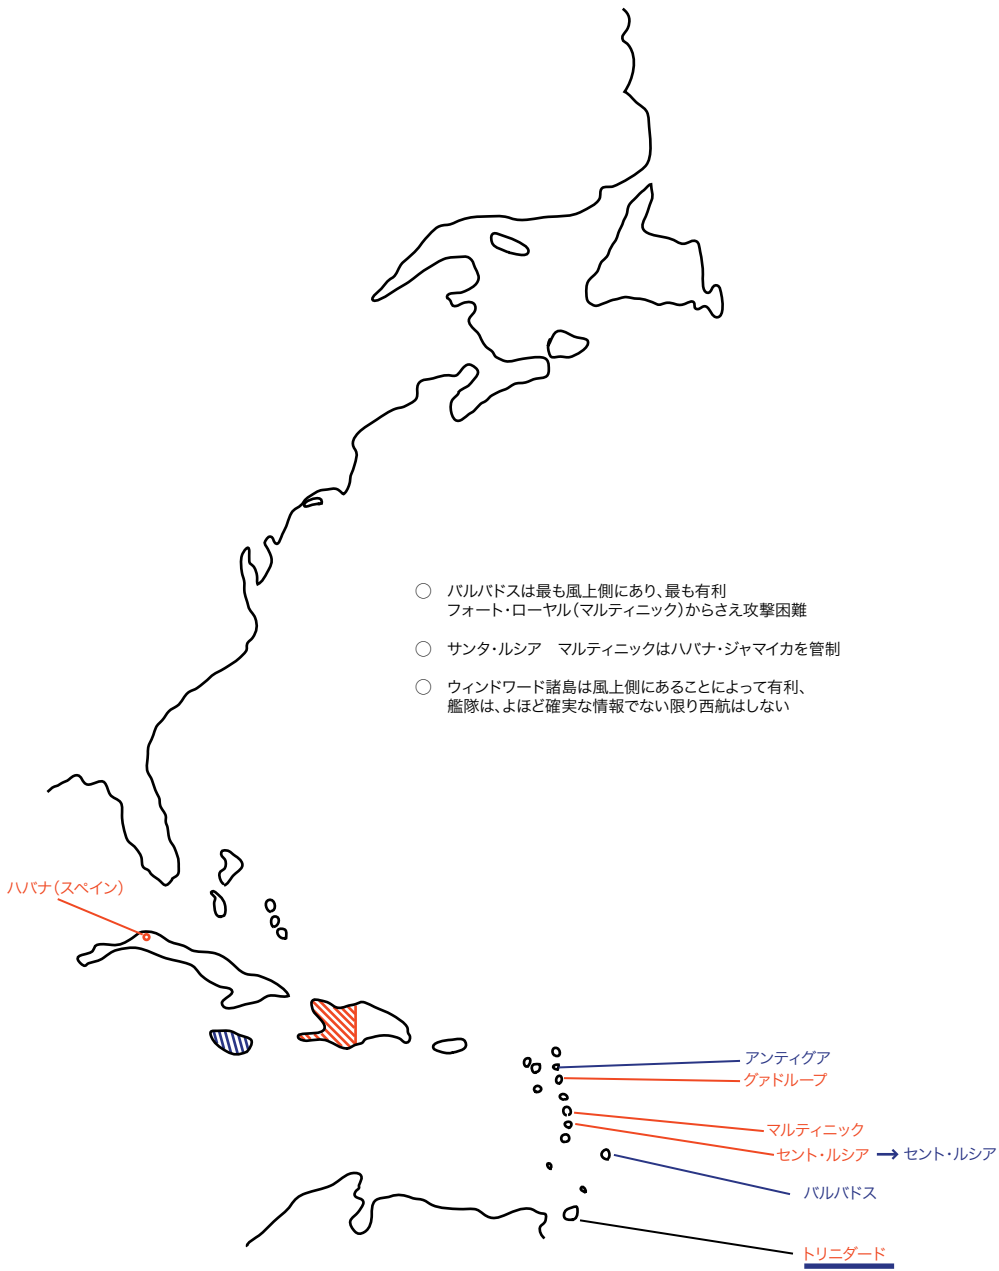 ○ バルバドスは最も風上側にあり、最も有利
フォート・ローヤル（マルティニック）からさえ攻撃困難
○ サンタ・ルシア　マルティニックはハバナ・ジャマイカを管制
○ ウィンドワード諸島は風上側にあることによって有利、
艦隊は、よほど確実な情報でない限り西航はしない
ハバナ（スペイン）
アンティグア
グァドループ
マルティニック
セント・ルシア → セント・ルシア
バルバドス
トリニダード